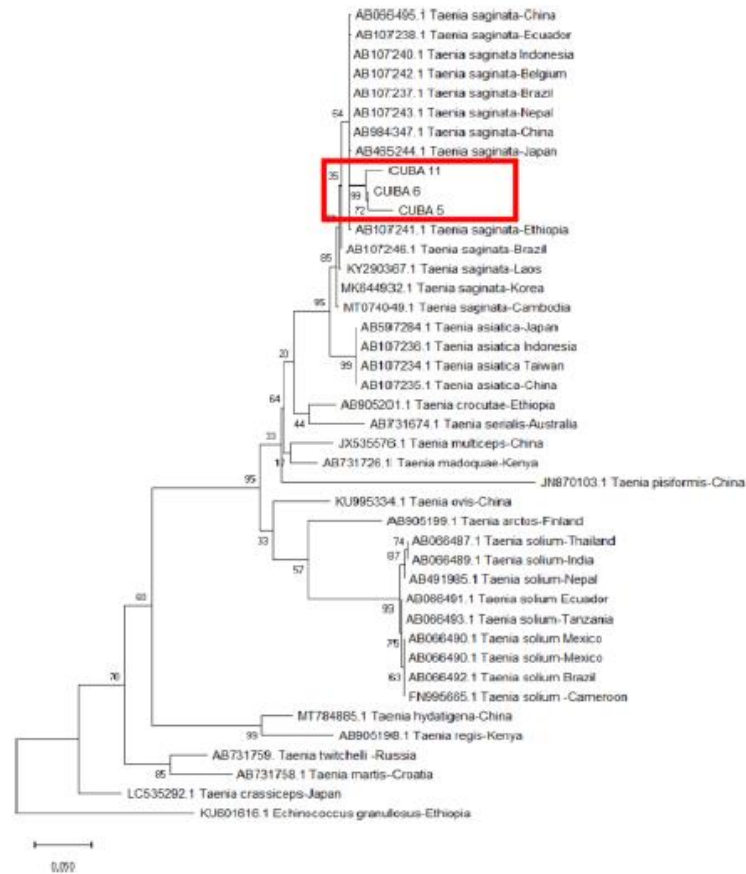 AB066495.1 Taenia saginata-China
AB107238.1 Taenia saginata-Ecuador
AB107240.1 Taenia saginata Indonesia
AB107242.1 Taenia saginata-Belgium
AB107237.1 Taenia saginata-Brazil
64
AB107243.1 Taenia saginata-Nepal
AB984347.1 Taenia saginata-China
AB465244.1 Taenia saginata-Japan
35
CUBA 11
99
CUBA 6
72
CUBA 5
AB107241.1 Taenia saginata-Ethiopia
AB107246.1 Taenia saginata-Brazil
85
KY290367.1 Taenia saginata-Laos
MK644932.1 Taenia saginata-Korea
95
MT074049.1 Taenia saginata-Cambodia
AB597284.1 Taenia asiatica-Japan
AB107236.1 Taenia asiatica Indonesia
20
99
AB107234.1 Taenia asiatica Taiwan
AB107235.1 Taenia asiatica-China
64
AB905201.1 Taenia crocutae-Ethiopia
44
AB731674.1 Taenia serialis-Australia
33
JX535576.1 Taenia multiceps-China
AB731726.1 Taenia madoquae-Kenya
95
JN870103.1 Taenia pisiformis-China
KU995334.1 Taenia ovis-China
33
AB905199.1 Taenia arctos-Finland
57
74
AB066487.1 Taenia solium-Thailand
87
AB066489.1 Taenia solium-India
AB491985.1 Taenia solium-Nepal
99
AB066491.1 Taenia solium Ecuador
AB066493.1 Taenia solium-Tanzania
75
AB066490.1 Taenia solium Mexico
AB066490.1 Taenia solium-Mexico
63
AB066492.1 Taenia solium Brazil
FN995665.1 Taenia solium -Cameroon
70
MT784885.1 Taenia hydatigena-China
99
AB905198.1 Taenia regis-Kenya
AB731759. Taenia twitchelli -Russia
85
AB731758.1 Taenia martis-Croatia
LC535292.1 Taenia crassiceps-Japan
KU601616.1 Echinococcus granulosus-Ethiopia
0.050